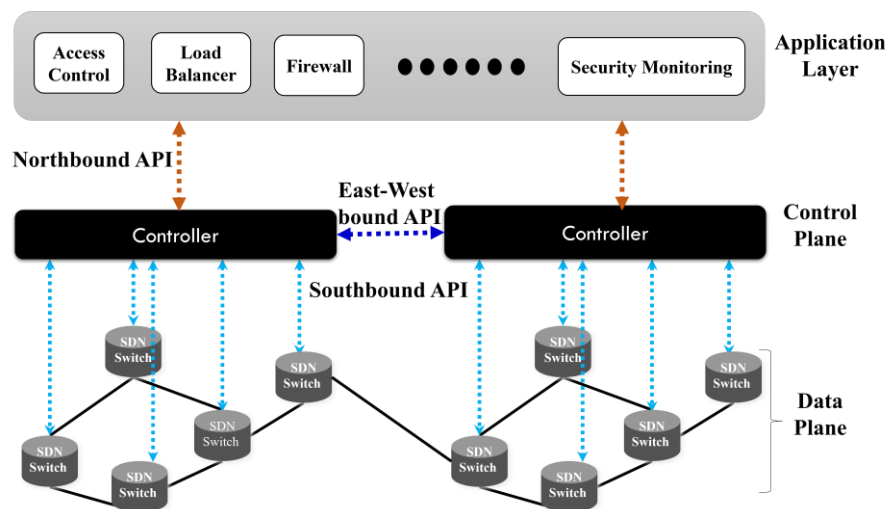 Access
Control
Load
Balancer
Firewall
Security Monitoring
Application
Layer
Northbound API
East-West
bound API
Controller
Controller
Control
Plane
Southbound API
SDN
Switch
SDN
Switch
SDN
Switch
SDN
Switch
SDN
Switch
SDN
Switch
SDN
Switch
SDN
Switch
SDN
Switch
SDN
Switch
Data
Plane